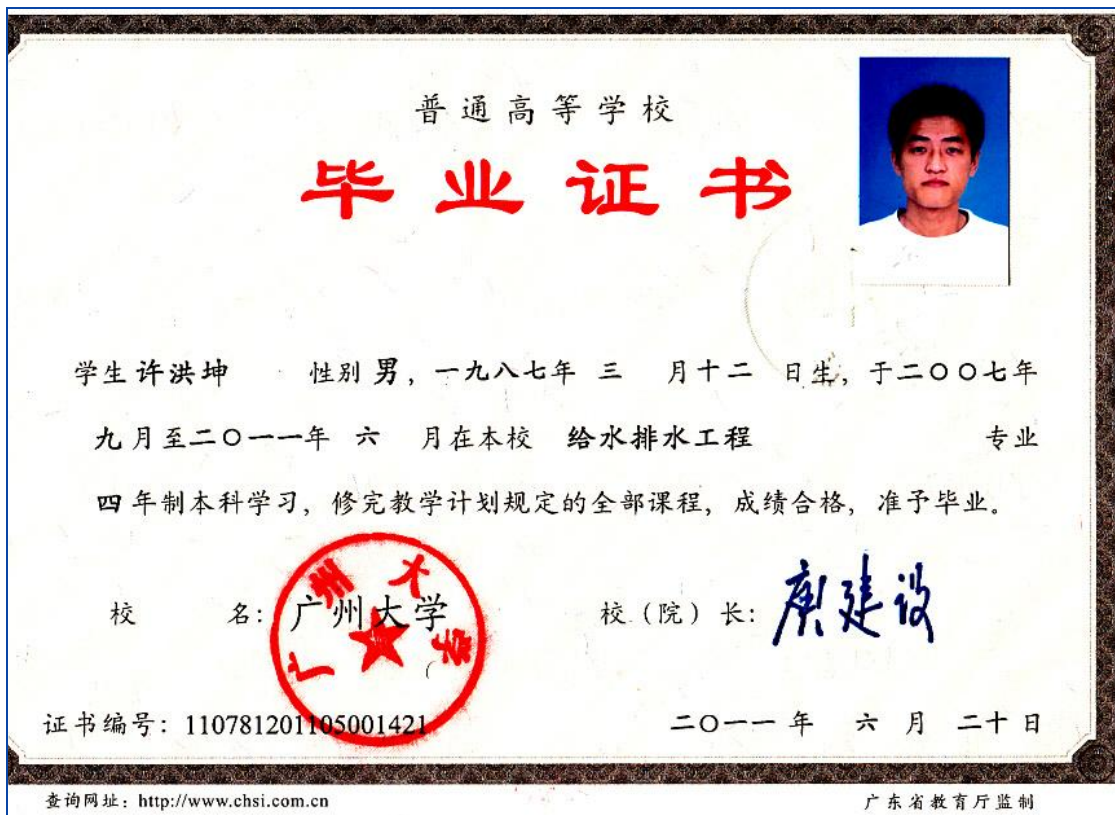 普通高等学校
毕业证书
学生 许洪坤 性别 男，一九八七年 三 月十二 日生，于二〇〇七年
九 月至二〇一一年 六 月在本校 给水排水工程 专业
四 年制本科学习，修完教学计划规定的全部课程，成绩合格，准予毕业。
校 名：广州大学 校（院）长：庾建设
广州大学
证书编号：110781201105001421 二〇一一 年 六 月 二十 日
查询网址：http://www.chsi.com.cn 广东省教育厅监制